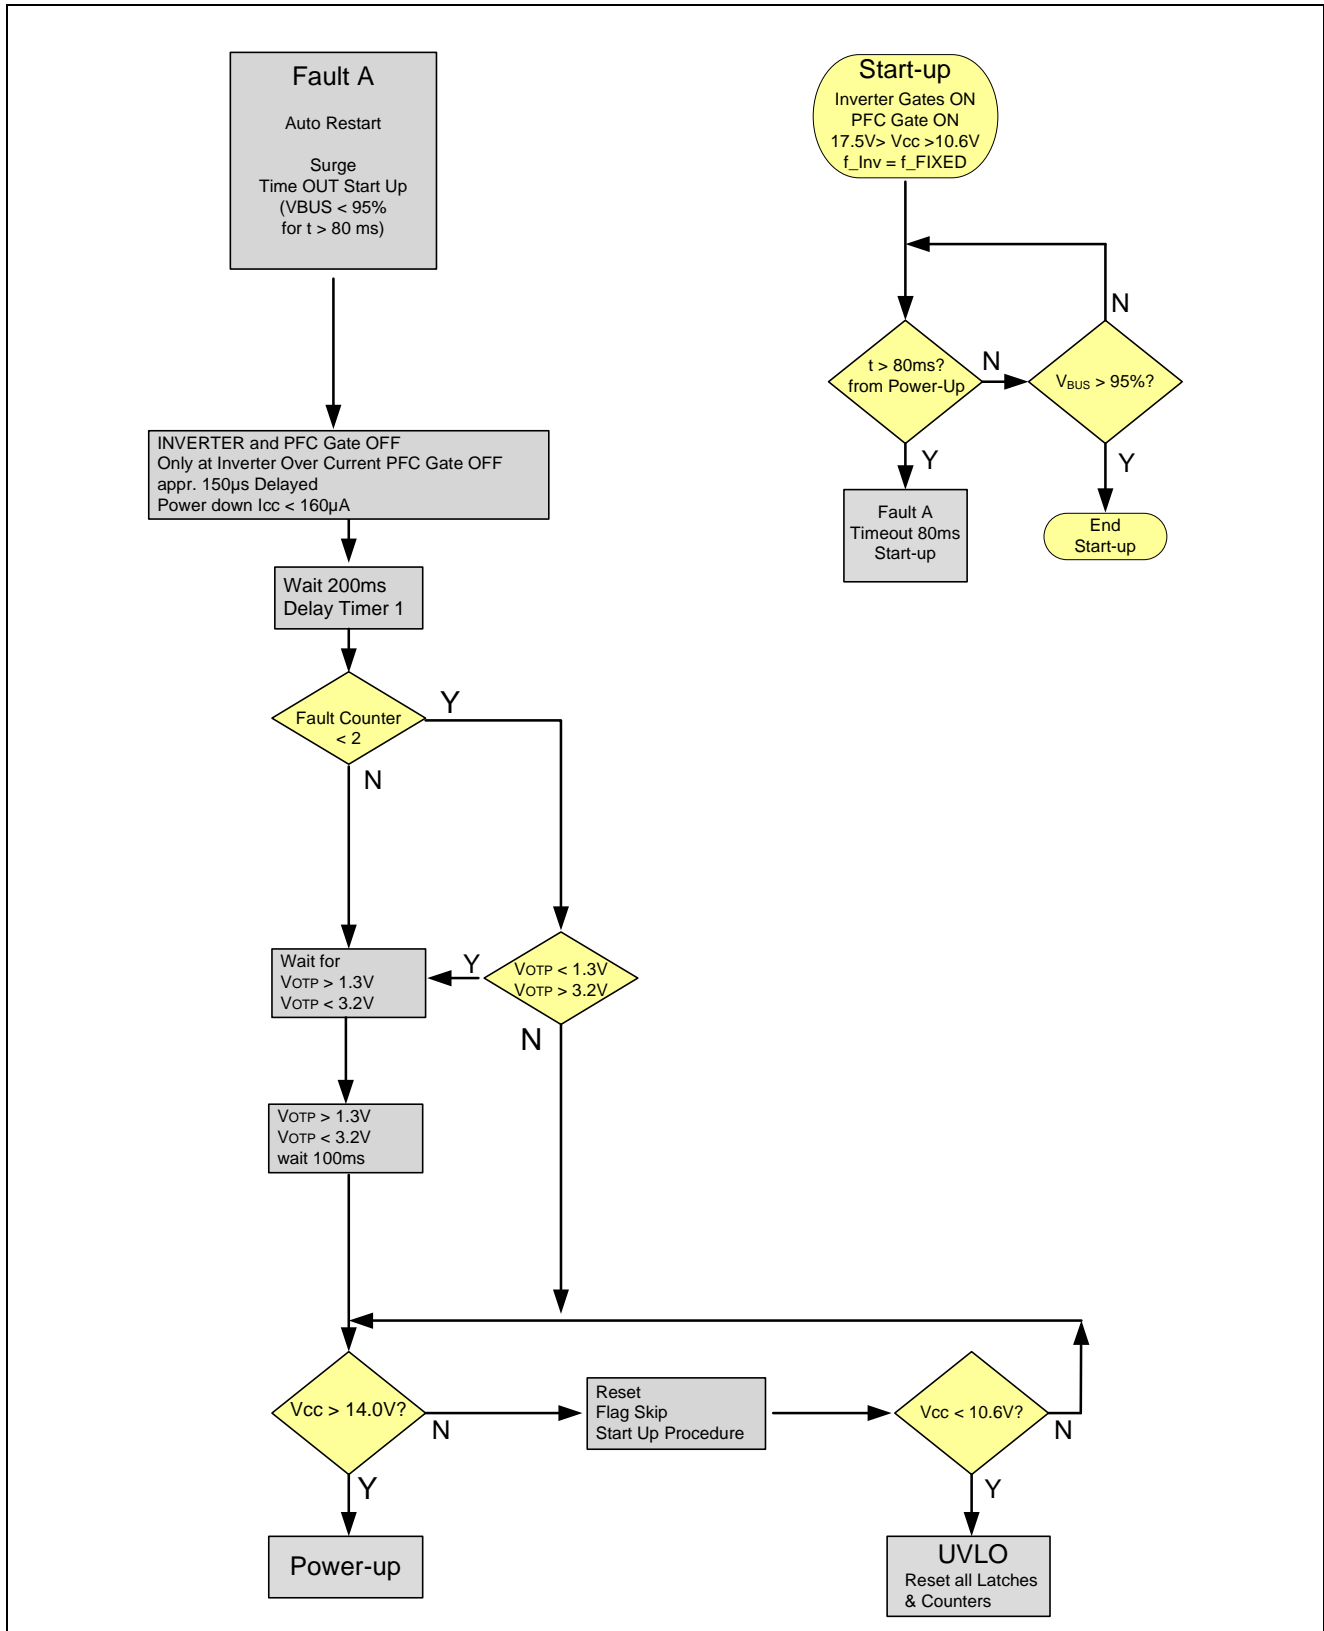 Fault A
Auto Restart
Surge
Time OUT Start Up
(VBUS < 95%
for t > 80 ms)
INVERTER and PFC Gate OFF
Only at Inverter Over Current PFC Gate OFF
appr. 150µs Delayed
Power down Icc < 160µA
Wait 200ms
Delay Timer 1
Fault Counter
< 2
Y
N
Wait for
VOTP > 1.3V
VOTP < 3.2V
Y
VOTP < 1.3V
VOTP > 3.2V
N
VOTP > 1.3V
VOTP < 3.2V
wait 100ms
Vcc > 14.0V?
N
Y
Reset
Flag Skip
Start Up Procedure
Vcc < 10.6V?
N
Y
Power-up
UVLO
Reset all Latches
& Counters
Start-up
Inverter Gates ON
PFC Gate ON
17.5V> Vcc >10.6V
f_Inv = f_FIXED
t > 80ms?
from Power-Up
N
Y
VBUS > 95%?
N
Y
Fault A
Timeout 80ms
Start-up
End
Start-up